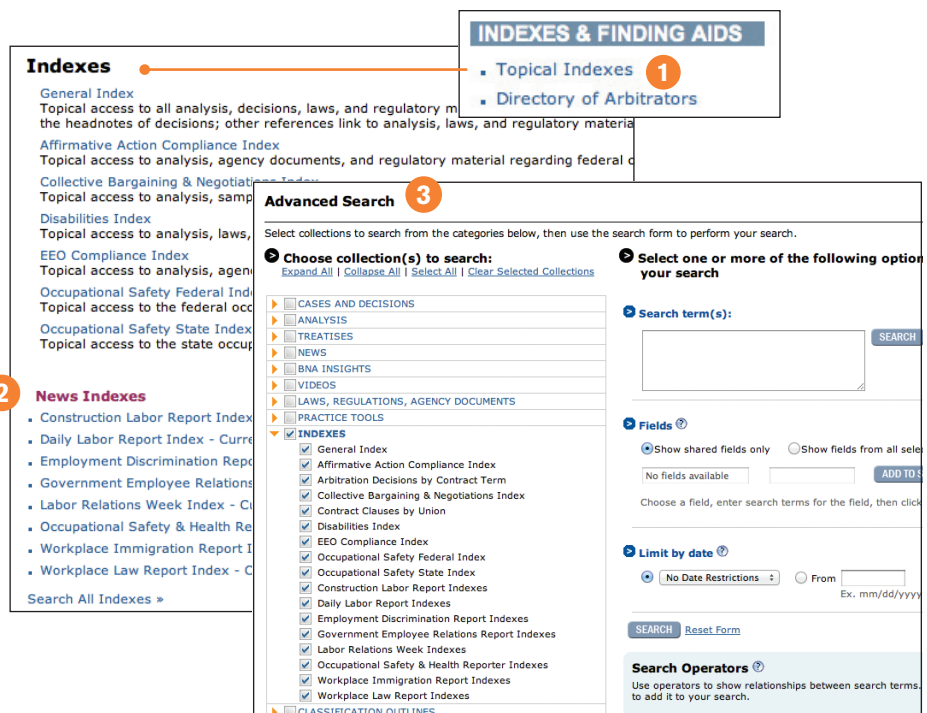 INDEXES & FINDING AIDS
Topical Indexes 1
Directory of Arbitrators
Indexes
General Index
Topical access to all analysis, decisions, laws, and regulatory
the headnotes of decisions; other references link to analysis, laws, and regulatory
Affirmative Action Compliance Index
Topical access to analysis, agency documents, and regulatory material regarding federal
Collective Bargaining & Negotiations Index
Topical access to analysis,
Disabilities Index
Topical access to analysis, laws,
EEO Compliance Index
Topical access to analysis,
Occupational Safety Federal
Topical access to the federal
Occupational Safety State Index
Topical access to the state
2 News Indexes
Construction Labor Report Index
Daily Labor Report Index -
Employment Discrimination
Government Employee Relations
Labor Relations Week Index -
Occupational Safety & Health
Workplace Immigration Report
Workplace Law Report Index -
Search All Indexes »
Advanced Search 3
Select collections to search from the categories below, then use the search form to perform your search.
Choose collection(s) to search:
Expand All | Collapse All | Select All | Clear Selected Collections
CASES AND DECISIONS
ANALYSIS
TREATISES
NEWS
BNA INSIGHTS
VIDEOS
LAWS, REGULATIONS, AGENCY DOCUMENTS
PRACTICE TOOLS
INDEXES
General Index
Affirmative Action Compliance Index
Arbitration Decisions by Contract Term
Collective Bargaining & Negotiations Index
Contract Clauses by Union
Disabilities Index
EEO Compliance Index
Occupational Safety Federal Index
Occupational Safety State Index
Construction Labor Report Indexes
Daily Labor Report Indexes
Employment Discrimination Report Indexes
Government Employee Relations Report Indexes
Labor Relations Week Indexes
Occupational Safety & Health Reporter Indexes
Workplace Immigration Report Indexes
Workplace Law Report Indexes
CLASSIFICATION OUTLINES
Select one or more of the following
your search
Search term(s):
SEARCH
Fields ?
Show shared fields only Show fields from all
No fields available ADD TO
Choose a field, enter search terms for the field, then click
Limit by date ?
No Date Restrictions From
Ex. mm/dd/yyyy
SEARCH Reset Form
Search Operators ?
Use operators to show relationships between search terms.
to add it to your search.